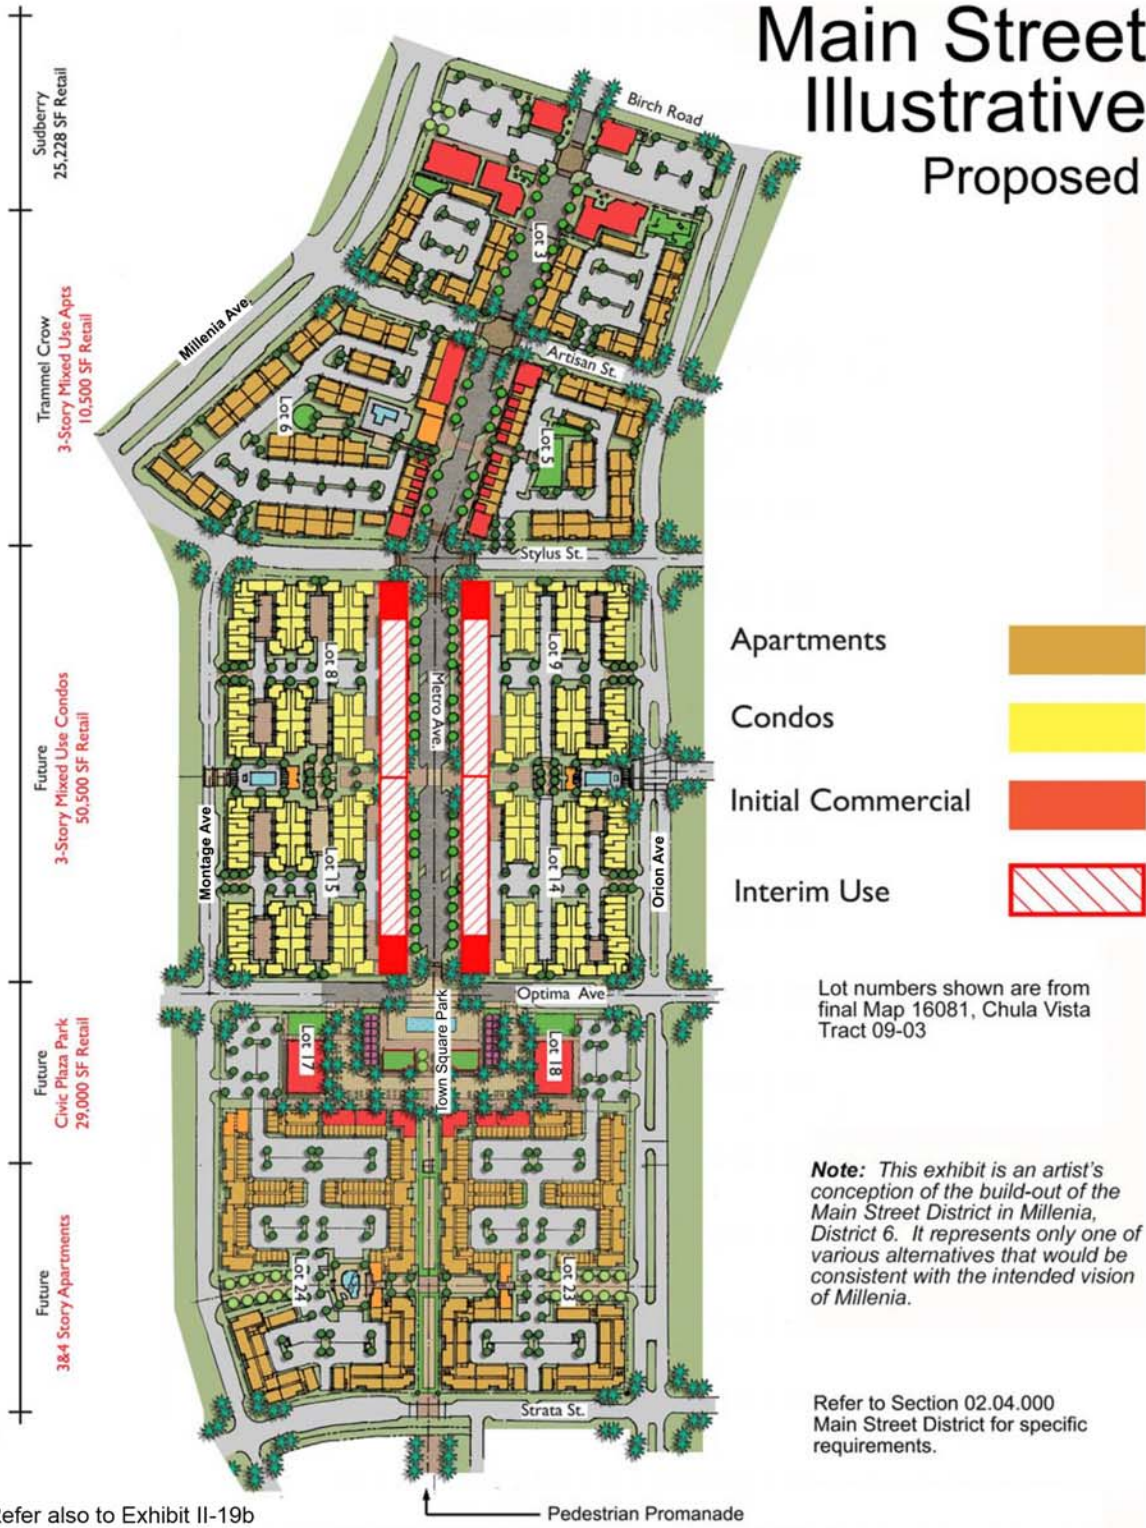 Main Street
Illustrative
Proposed
Sudberry
25,228 SF Retail
Trammel Crow
3-Story Mixed Use Apts
10,500 SF Retail
Future
3-Story Mixed Use Condos
50,500 SF Retail
Future
Civic Plaza Park
29,000 SF Retail
Future
3&4 Story Apartments
Birch Road
Lot 3
Millenia Ave.
Artisan St.
Lot 6
Lot 5
Stylus St.
Lot 8
Lot 9
Metro Ave.
Montage Ave
Lot 15
Lot 14
Orion Ave
Optima Ave
Lot 17
Town Square Park
Lot 18
Lot 24
Lot 23
Strata St.
Apartments
Condos
Initial Commercial
Interim Use
Lot numbers shown are from
final Map 16081, Chula Vista
Tract 09-03
Note: This exhibit is an artist's
conception of the build-out of the
Main Street District in Millenia,
District 6. It represents only one of
various alternatives that would be
consistent with the intended vision
of Millenia.
Refer to Section 02.04.000
Main Street District for specific
requirements.
efer also to Exhibit II-19b
Pedestrian Promanade